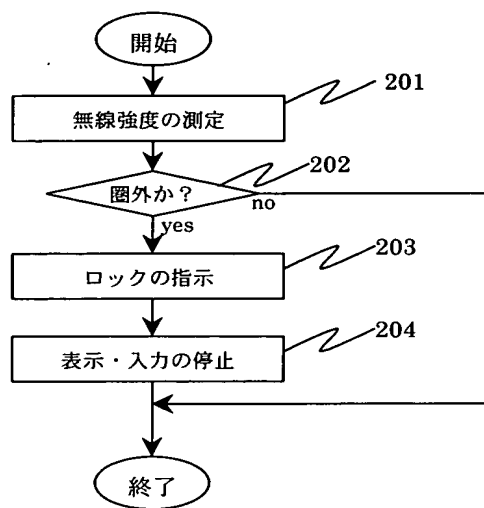 開始
無線強度の測定
201
圏外か？
202
no
yes
ロックの指示
203
表示・入力の停止
204
終了